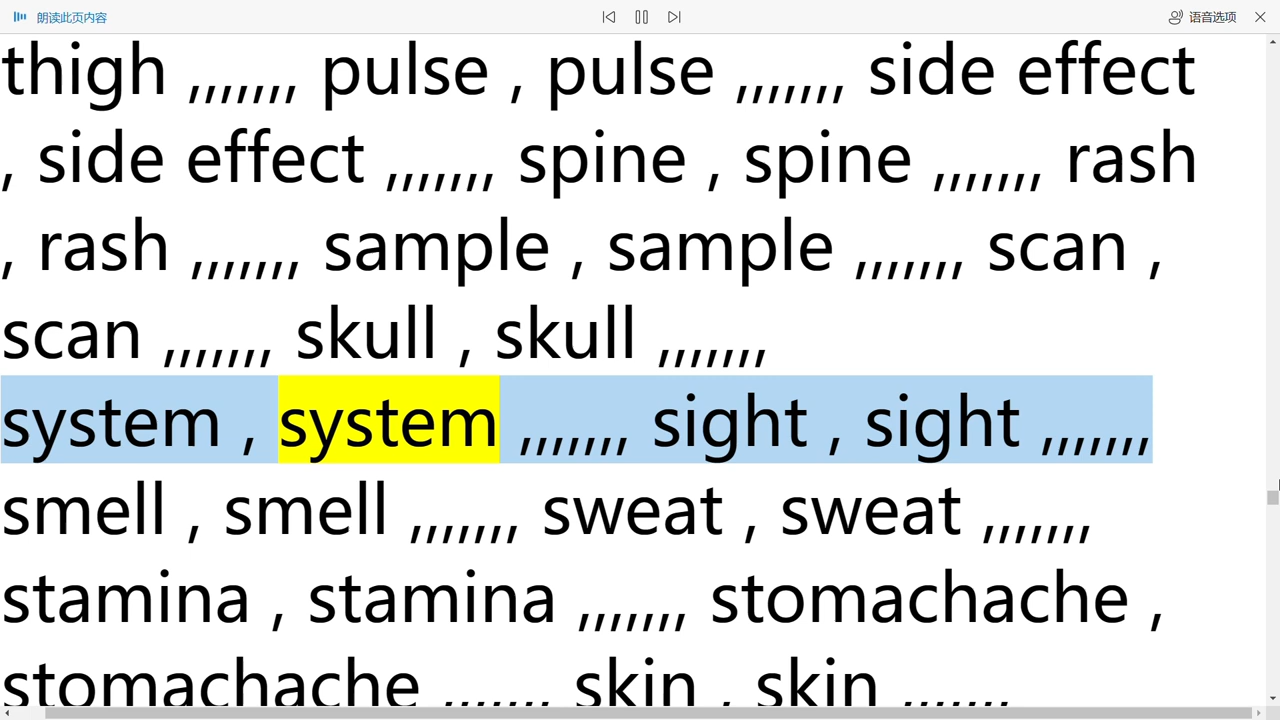 朗读此页内容
语音选项
thigh ,,,,,,, pulse , pulse ,,,,,,, side effect
, side effect ,,,,,,, spine , spine ,,,,,,, rash
, rash ,,,,,,, sample , sample ,,,,,,, scan ,
scan ,,,,,,, skull , skull ,,,,,,,
system , system ,,,,,,, sight , sight ,,,,,,,
smell , smell ,,,,,,, sweat , sweat ,,,,,,,
stamina , stamina ,,,,,,, stomachache ,
stomachache ,,,,,,, skin , skin ,,,,,,,